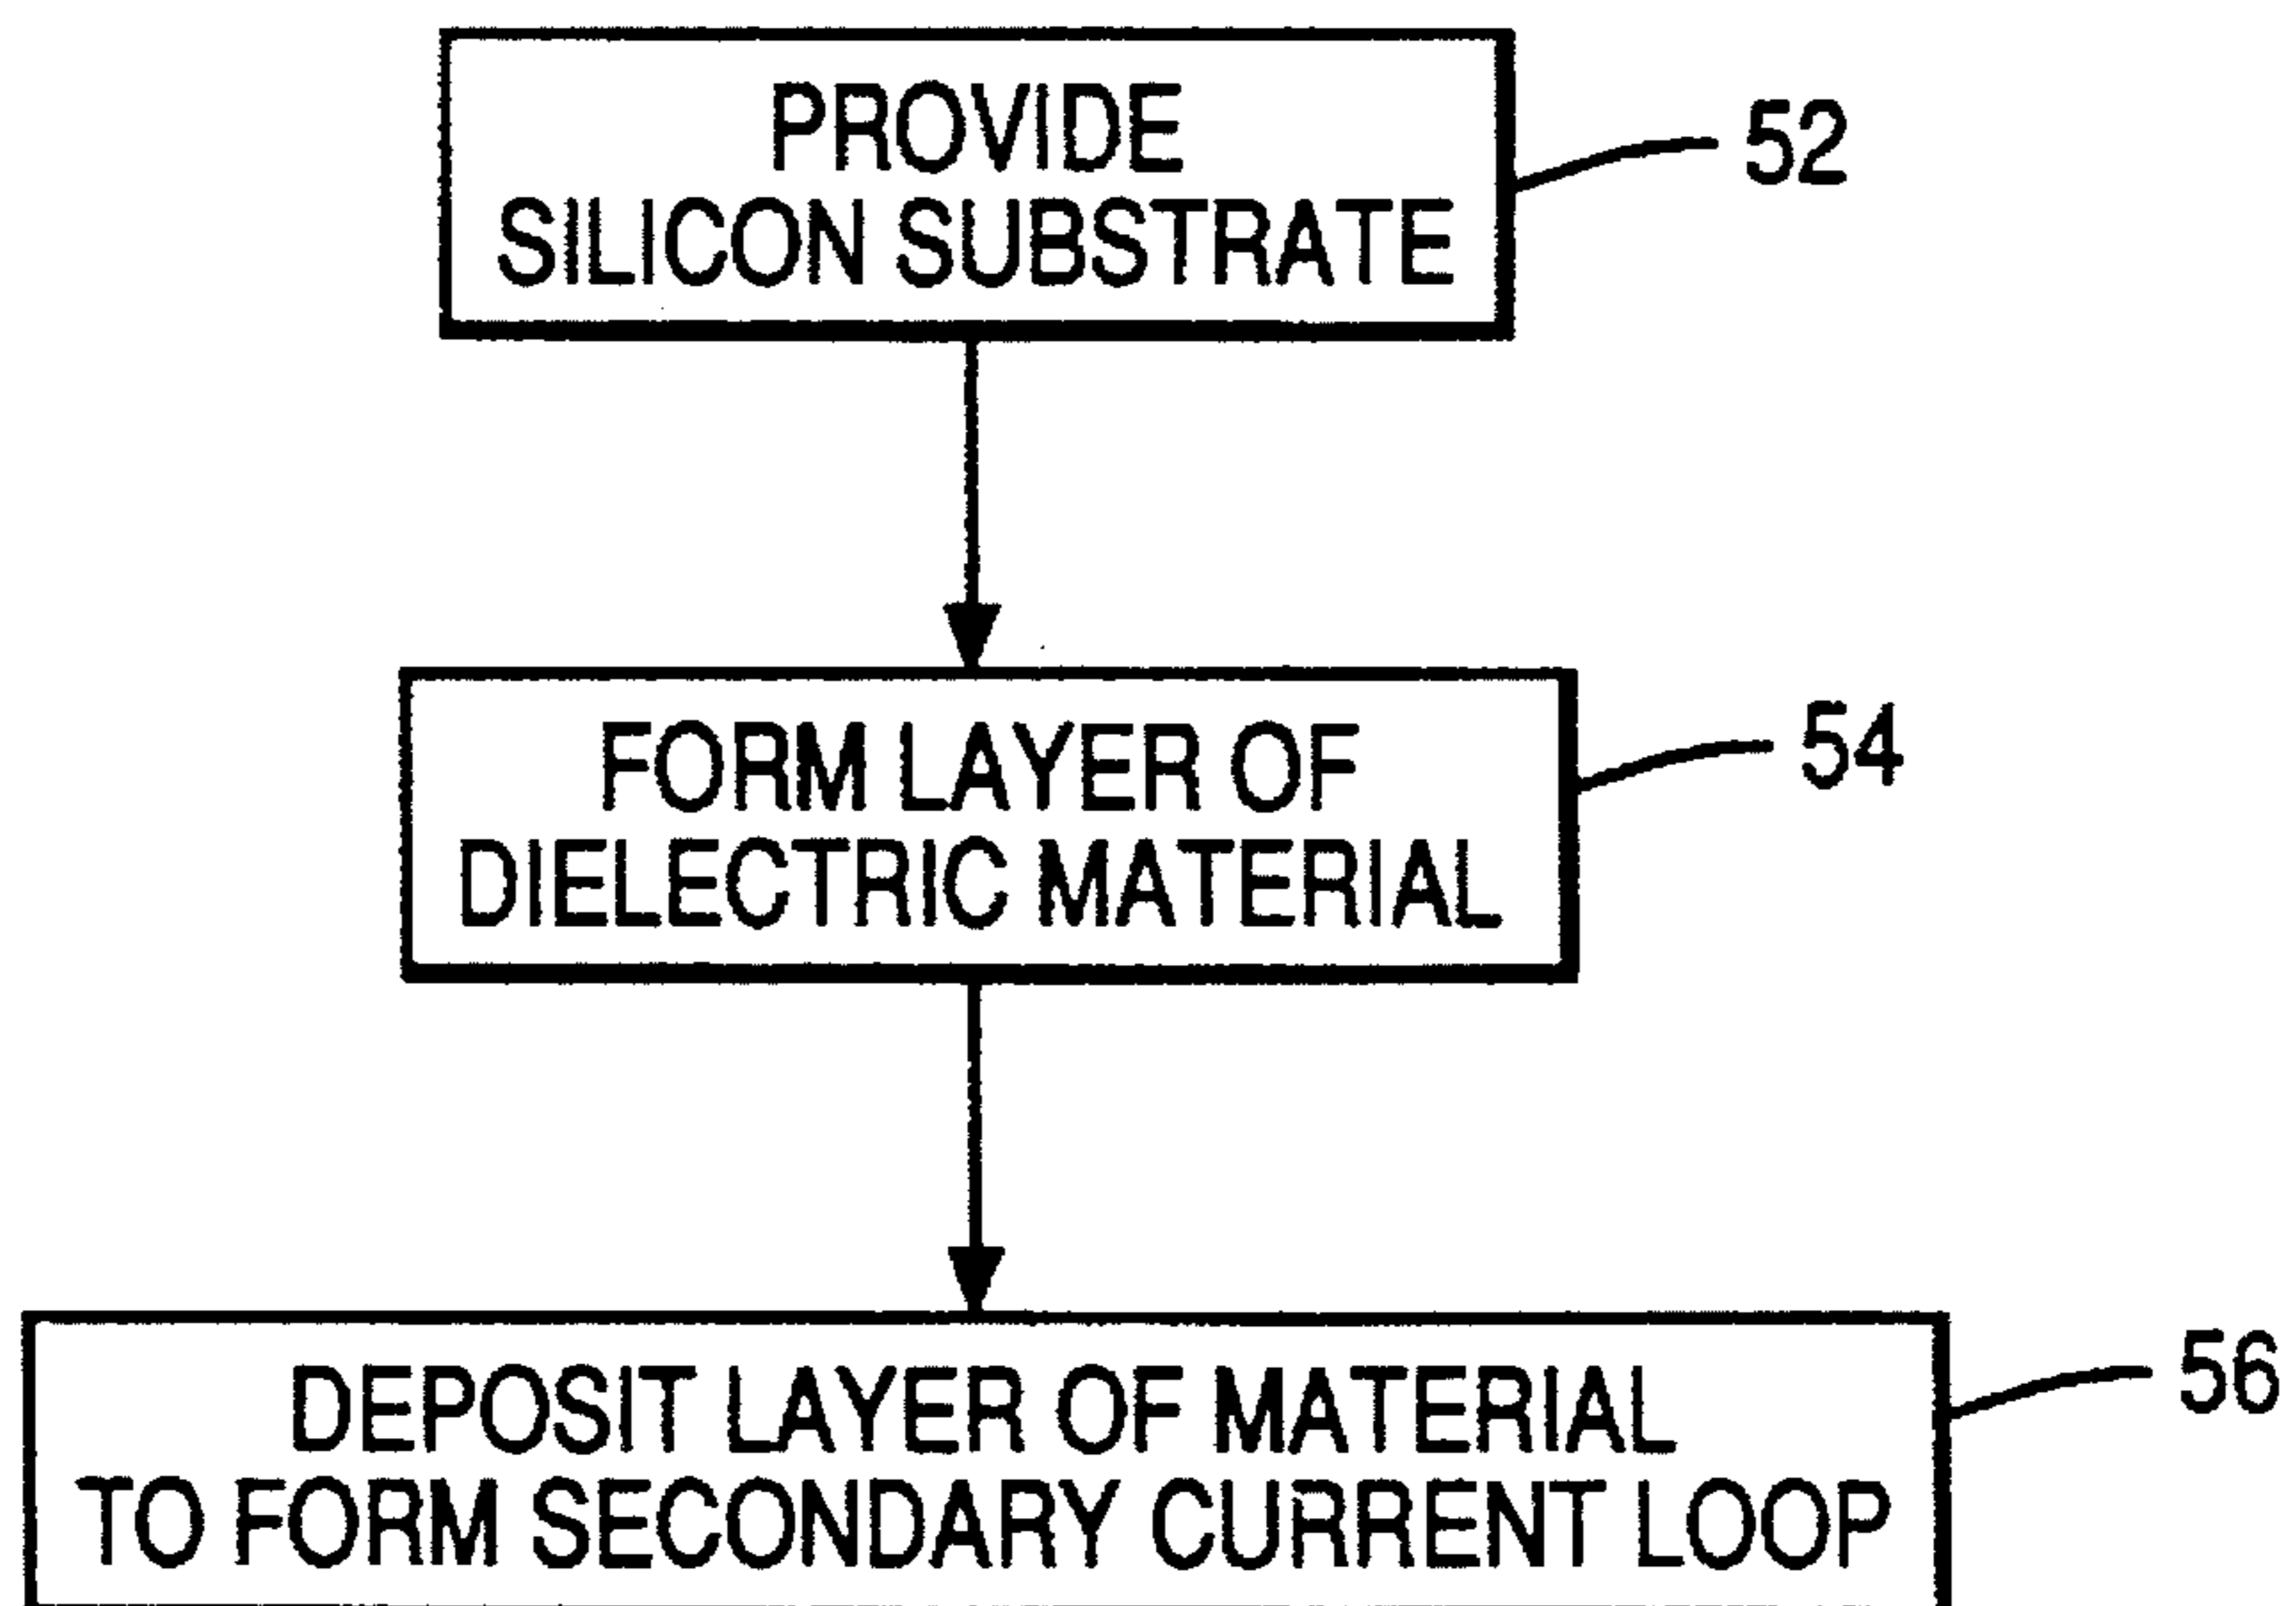 PROVIDE
SILICON SUBSTRATE
52
FORM LAYER OF
DIELECTRIC MATERIAL
54
DEPOSIT LAYER OF MATERIAL
TO FORM SECONDARY CURRENT LOOP
56